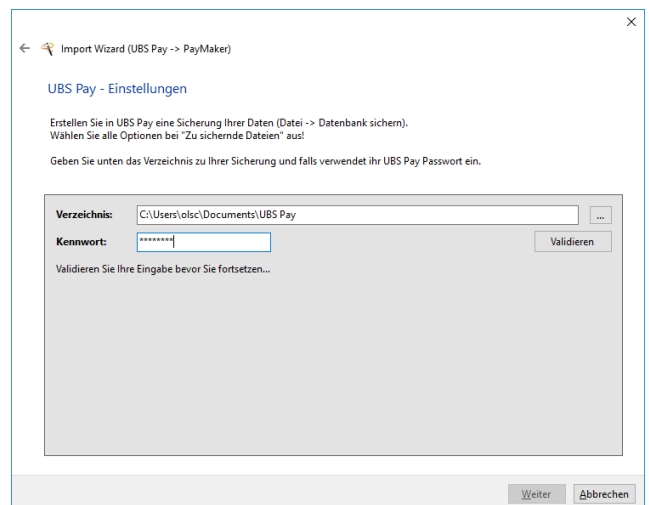 Import Wizard (UBS Pay -> PayMaker)
UBS Pay - Einstellungen
Erstellen Sie in UBS Pay eine Sicherung Ihrer Daten (Datei -> Datenbank sichern).
Wählen Sie alle Optionen bei "Zu sichernde Dateien" aus!
Geben Sie unten das Verzeichnis zu Ihrer Sicherung und falls verwendet ihr UBS Pay Passwort ein.
Verzeichnis: C:\Users\olsc\Documents\UBS Pay ...
Kennwort: ******** Validieren
Validieren Sie Ihre Eingabe bevor Sie fortsetzen...
Weiter Abbrechen